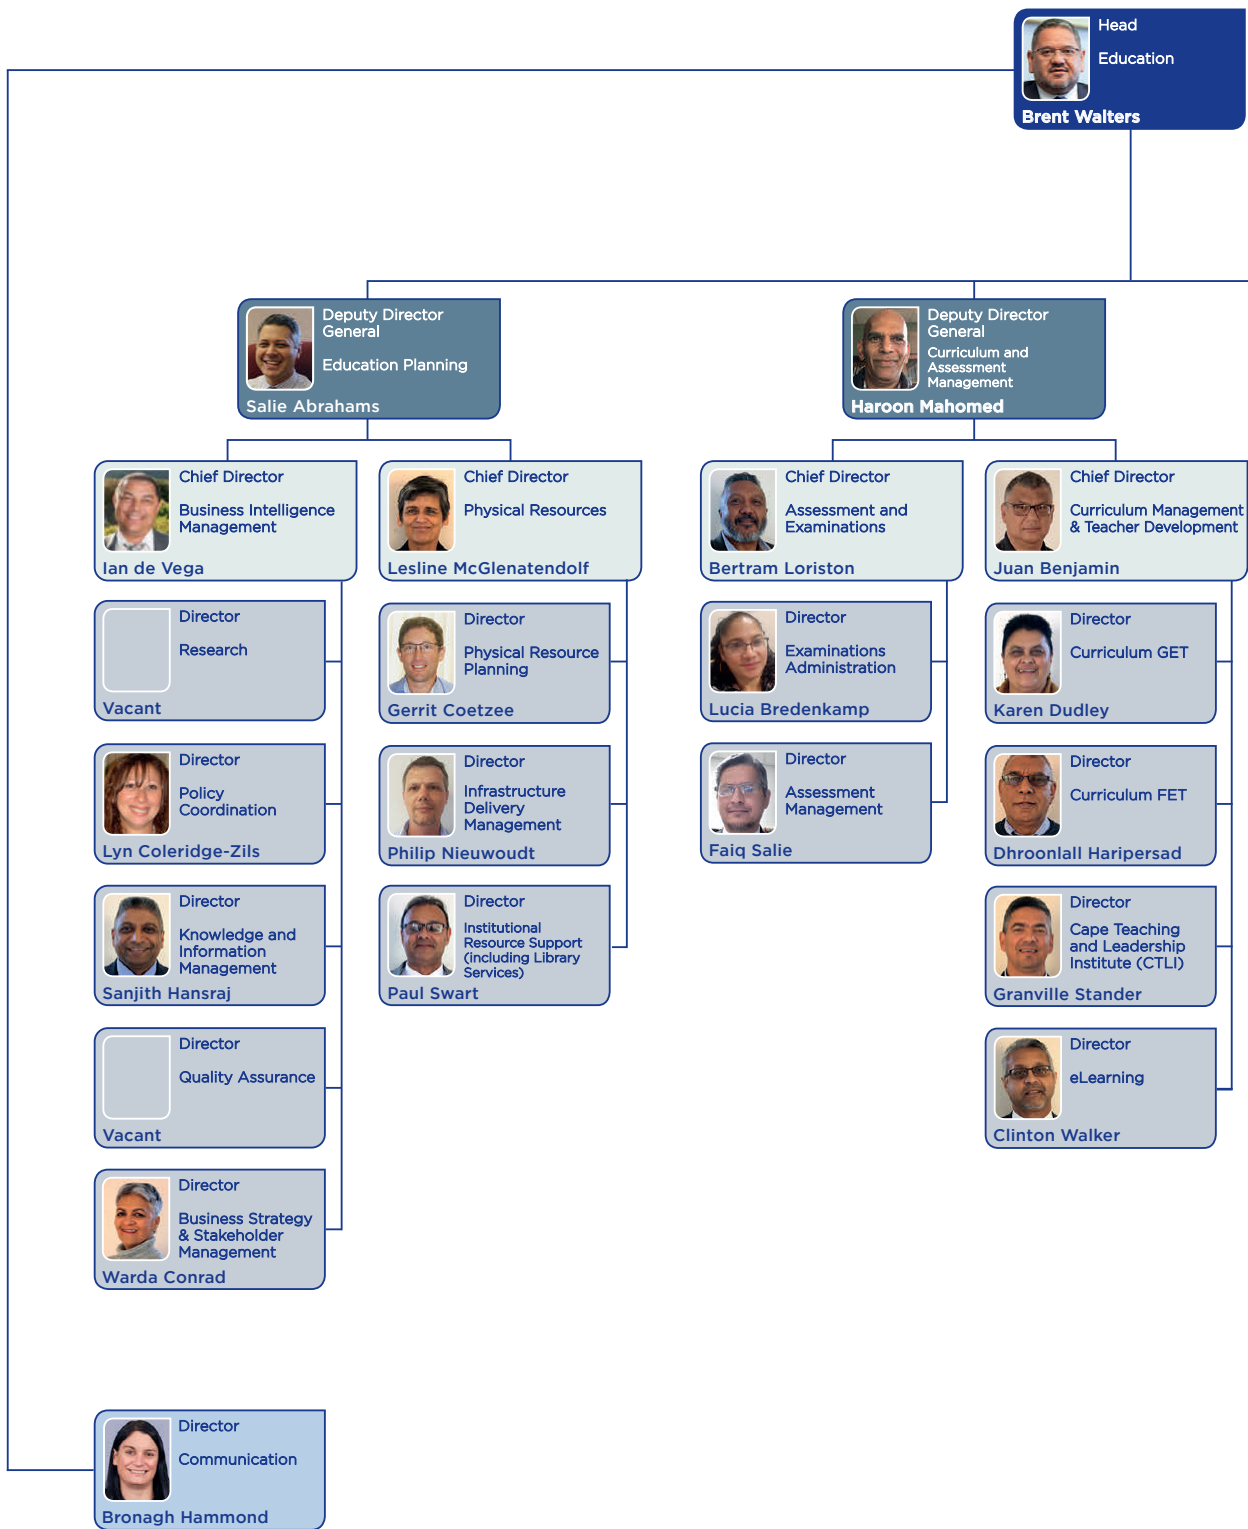 Head
Education
Brent Walters
Deputy Director
General
Education Planning
Salie Abrahams
Deputy Director
General
Curriculum and
Assessment
Management
Haroon Mahomed
Chief Director
Business Intelligence
Management
Ian de Vega
Chief Director
Physical Resources
Lesline McGlenatendolf
Chief Director
Assessment and
Examinations
Bertram Loriston
Chief Director
Curriculum Management
& Teacher Development
Juan Benjamin
Director
Research
Vacant
Director
Physical Resource
Planning
Gerrit Coetzee
Director
Examinations
Administration
Lucia Bredenkamp
Director
Curriculum GET
Karen Dudley
Director
Policy
Coordination
Lyn Coleridge-Zils
Director
Infrastructure
Delivery
Management
Philip Nieuwoudt
Director
Assessment
Management
Faiq Salie
Director
Curriculum FET
Dhroonlall Haripersad
Director
Knowledge and
Information
Management
Sanjith Hansraj
Director
Institutional
Resource Support
(including Library
Services)
Paul Swart
Director
Cape Teaching
and Leadership
Institute (CTLI)
Granville Stander
Director
Quality Assurance
Vacant
Director
eLearning
Clinton Walker
Director
Business Strategy
& Stakeholder
Management
Warda Conrad
Director
Communication
Bronagh Hammond